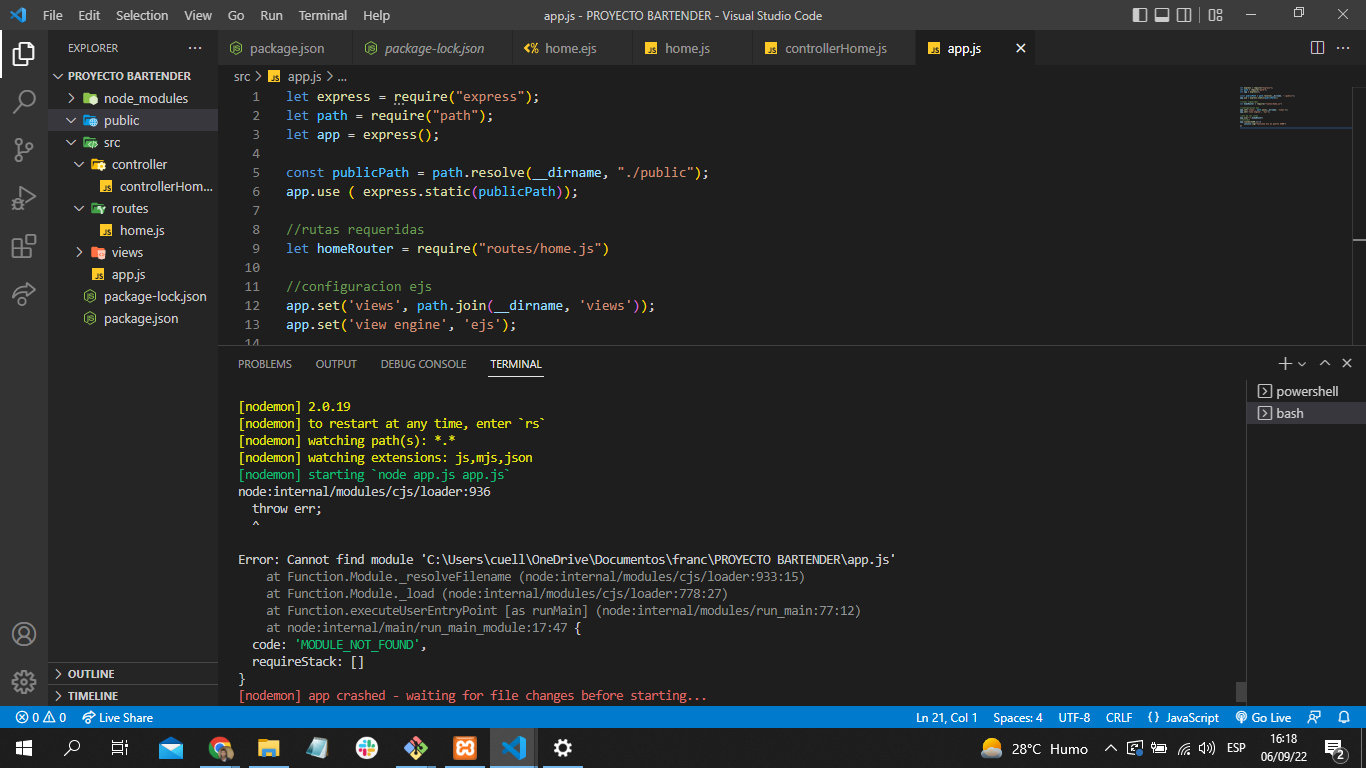 File Edit Selection View Go Run Terminal Help
app.js - PROYECTO BARTENDER - Visual Studio Code
EXPLORER
PROYECTO BARTENDER
node_modules
public
src
controller
controllerHom...
routes
home.js
views
app.js
package-lock.json
package.json
OUTLINE
TIMELINE
package.json package-lock.json home.ejs home.js controllerHome.js app.js
src > app.js > ...
1 let express = require("express");
2 let path = require("path");
3 let app = express();
4
5 const publicPath = path.resolve(__dirname, "./public");
6 app.use ( express.static(publicPath));
7
8 //rutas requeridas
9 let homeRouter = require("routes/home.js")
10
11 //configuracion ejs
12 app.set('views', path.join(__dirname, 'views'));
13 app.set('view engine', 'ejs');
14
PROBLEMS OUTPUT DEBUG CONSOLE TERMINAL
powershell
bash
[nodemon] 2.0.19
[nodemon] to restart at any time, enter `rs`
[nodemon] watching path(s): *.*
[nodemon] watching extensions: js,mjs,json
[nodemon] starting `node app.js app.js`
node:internal/modules/cjs/loader:936
throw err;
^
Error: Cannot find module 'C:\Users\cuell\OneDrive\Documentos\franc\PROYECTO BARTENDER\app.js'
at Function.Module._resolveFilename (node:internal/modules/cjs/loader:933:15)
at Function.Module._load (node:internal/modules/cjs/loader:778:27)
at Function.executeUserEntryPoint [as runMain] (node:internal/modules/run_main:77:12)
at node:internal/main/run_main_module:17:47 {
code: 'MODULE_NOT_FOUND',
requireStack: []
}
[nodemon] app crashed - waiting for file changes before starting...
0 0 Live Share
Ln 21, Col 1 Spaces: 4 UTF-8 CRLF {} JavaScript Go Live
28°C Humo
ESP
16:18
06/09/22
2